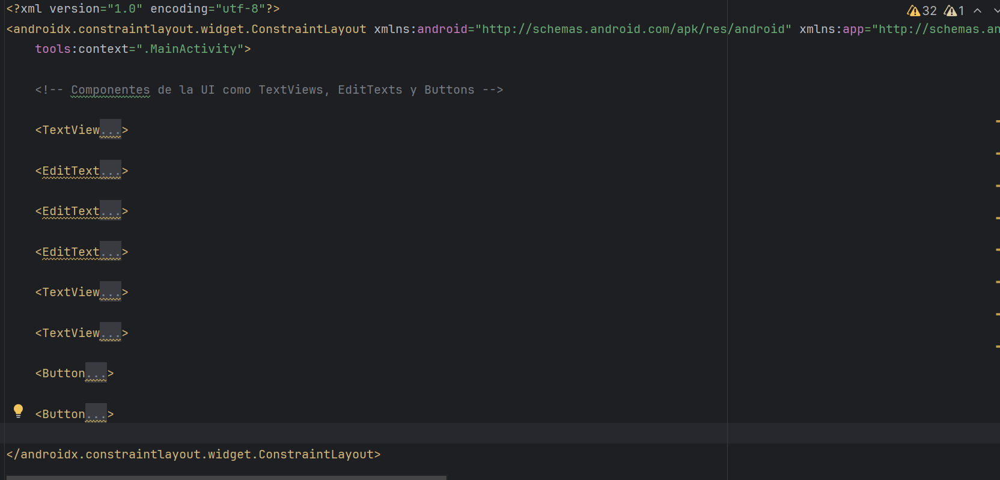 <?xml version="1.0" encoding="utf-8"?>
32 1
<androidx.constraintlayout.widget.ConstraintLayout xmlns:android="http://schemas.android.com/apk/res/android" xmlns:app="http://schemas.an
tools:context=".MainActivity">
<!-- Componentes de la UI como TextViews, EditTexts y Buttons -->
<TextView...>
<EditText...>
<EditText...>
<EditText...>
<TextView...>
<TextView...>
<Button...>
<Button...>
</androidx.constraintlayout.widget.ConstraintLayout>